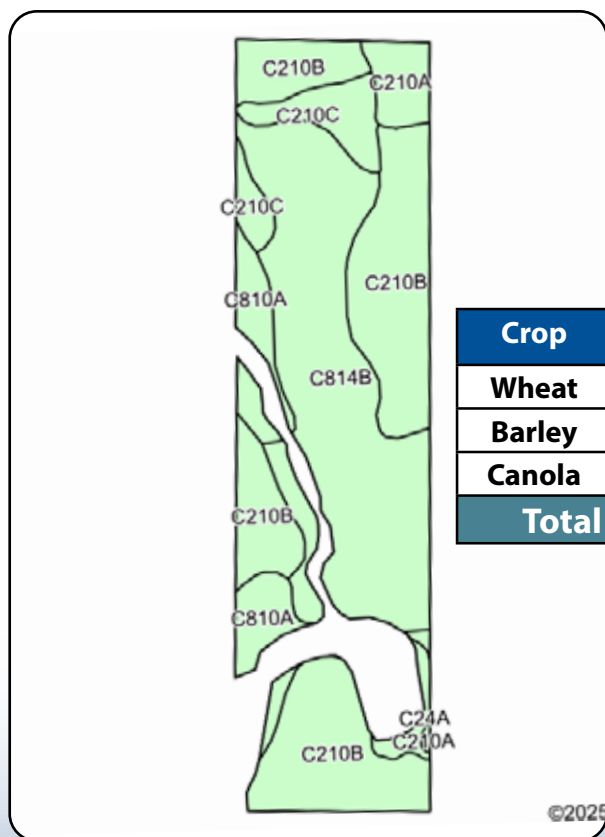 C210B
C210A
C210C
C210C
C210B
C810A
C814B
C210B
C810A
C24A
C210A
C210B
Crop
Wheat
Barley
Canola
Total
©2025